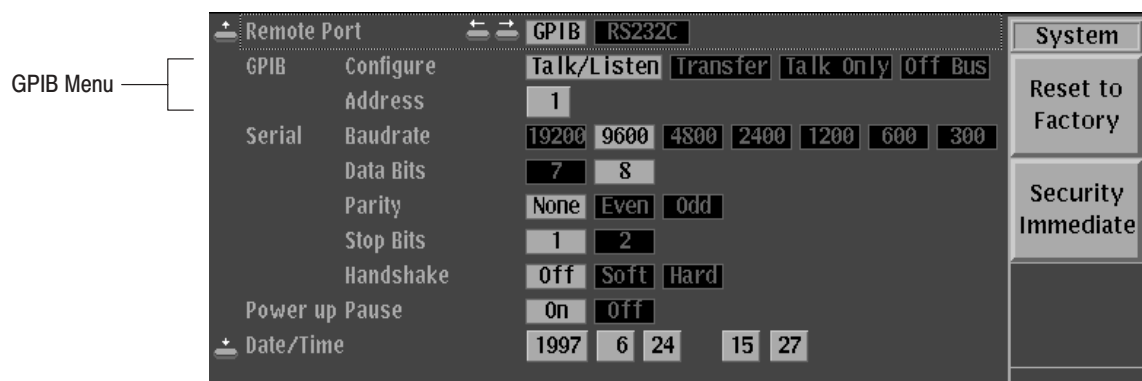 Remote Port GPIB RS232C
GPIB Menu
GPIB Configure Talk/Listen Transfer Talk Only Off Bus
Address 1
Serial Baudrate 19200 9600 4800 2400 1200 600 300
Data Bits 7 8
Parity None Even Odd
Stop Bits 1 2
Handshake Off Soft Hard
Power up Pause On Off
Date/Time 1997 6 24 15 27
System
Reset to
Factory
Security
Immediate